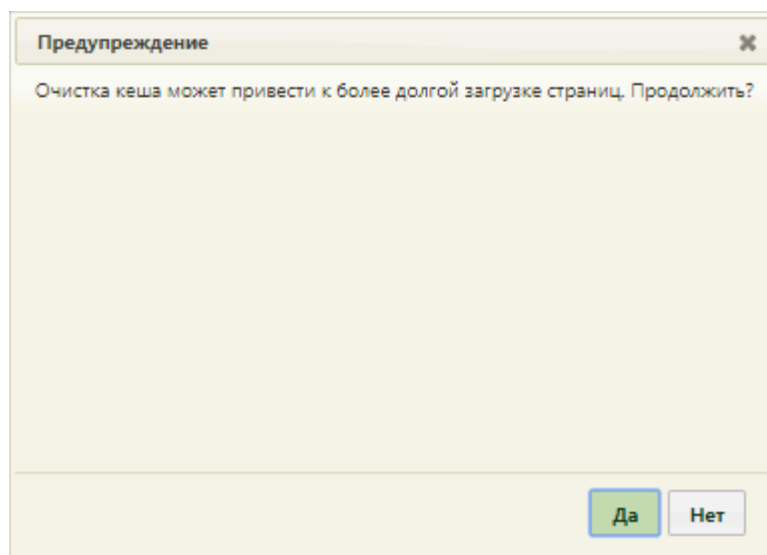 Предупреждение
Очистка кеша может привести к более долгой загрузке страниц. Продолжить?
Да
Нет